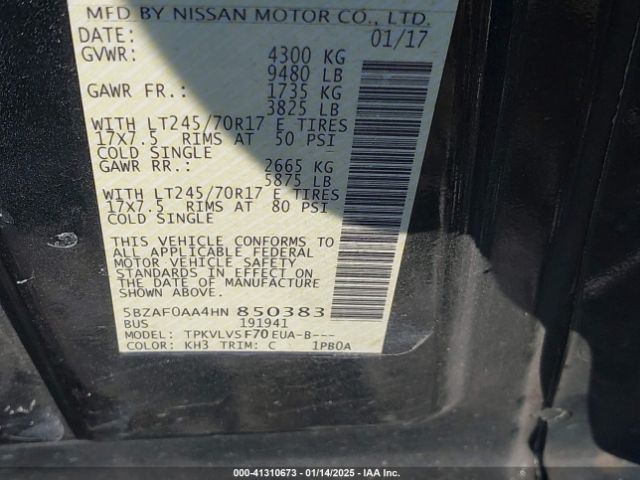 MFD BY NISSAN MOTOR CO., LTD.
DATE: 01/17
GVWR: 4300 KG
9480 LB
GAWR FR.: 1735 KG
3825 LB
WITH LT245/70R17 E TIRES
17X7.5 RIMS AT 50 PSI
COLD SINGLE
GAWR RR.: 2665 KG
5875 LB
WITH LT245/70R17 E TIRES
17X7.5 RIMS AT 80 PSI
COLD SINGLE
THIS VEHICLE CONFORMS TO
ALL APPLICABLE FEDERAL
MOTOR VEHICLE SAFETY
STANDARDS IN EFFECT ON
THE DATE OF MANUFACTURE
SHOWN ABOVE.
5BZAF0AA4HN 850383
BUS 191941
MODEL: TPKVLVSF70EUA-B---
COLOR: KH3 TRIM: C 1PB0A
000-41310673 - 01/14/2025 - IAA Inc.